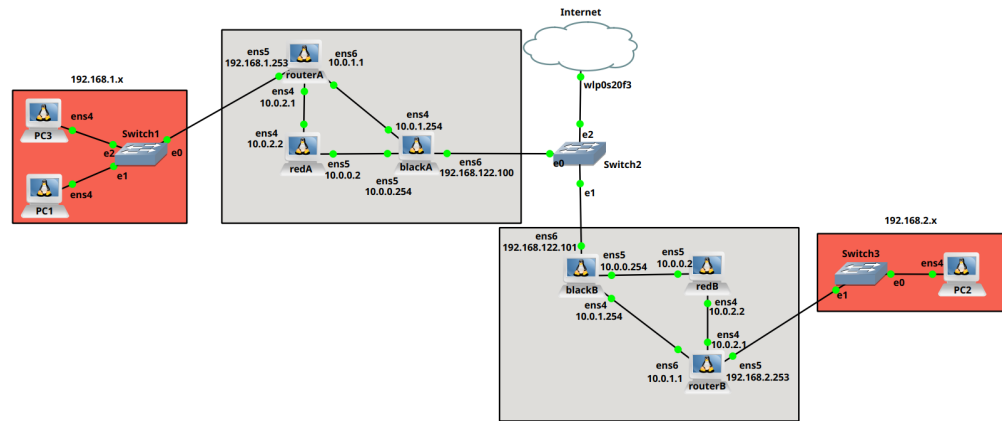 Internet
wlp0s20f3
e2
Switch2
e0
e1
192.168.1.x
ens4
PC3
Switch1
e2
e0
e1
ens4
PC1
ens5
192.168.1.253
ens6
10.0.1.1
routerA
ens4
10.0.2.1
ens4
10.0.2.2
redA
ens5
10.0.0.2
ens4
10.0.1.254
blackA
ens5
10.0.0.254
ens6
192.168.122.100
ens6
192.168.122.101
ens5
10.0.0.254
blackB
ens4
10.0.1.254
ens5
10.0.0.2
redB
ens4
10.0.2.2
ens4
10.0.2.1
ens6
10.0.1.1
routerB
ens5
192.168.2.253
192.168.2.x
Switch3
e1
e0
ens4
PC2